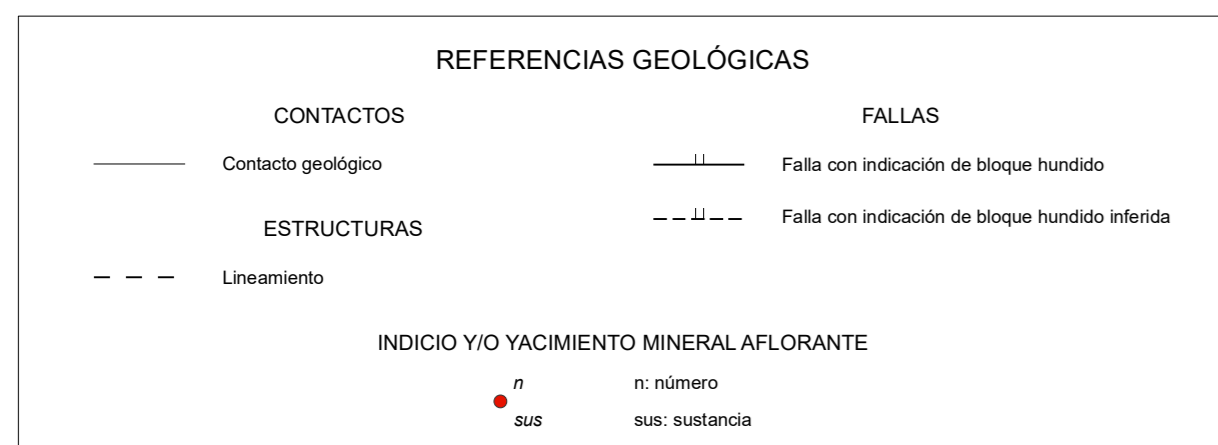 REFERENCIAS GEOLÓGICAS
CONTACTOS
Contacto geológico
ESTRUCTURAS
Lineamiento
FALLAS
Falla con indicación de bloque hundido
Falla con indicación de bloque hundido inferida
INDICIO Y/O YACIMIENTO MINERAL AFLORANTE
n n: número
sus sus: sustancia